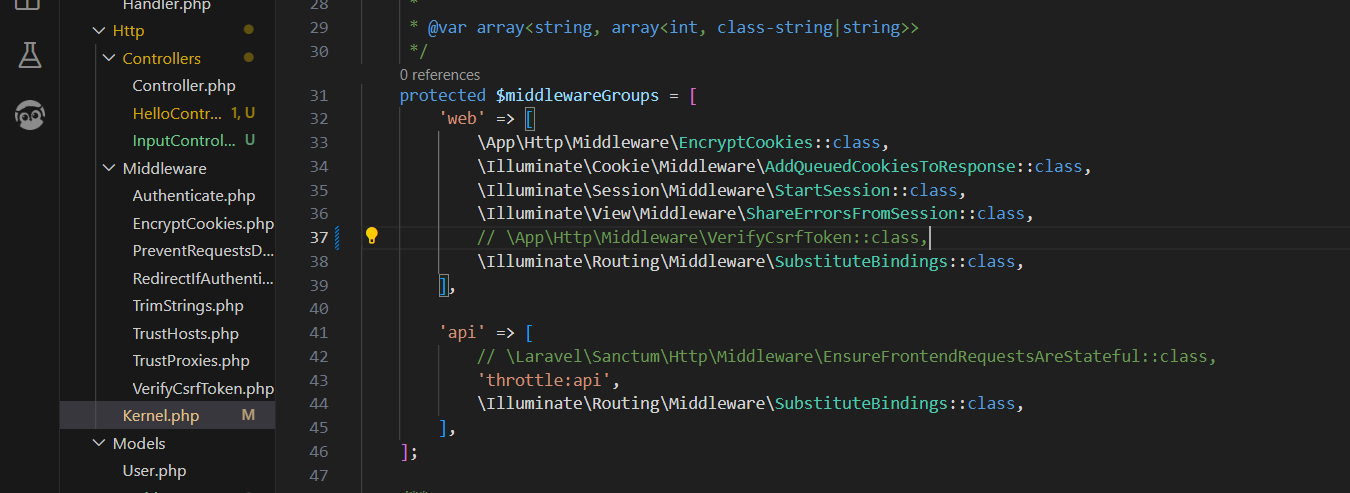 Handler.php
Http
Controllers
Controller.php
HelloContr... 1, U
InputControl... U
Middleware
Authenticate.php
EncryptCookies.php
PreventRequestsD...
RedirectIfAuthenti...
TrimStrings.php
TrustHosts.php
TrustProxies.php
VerifyCsrfToken.php
Kernel.php M
Models
User.php
28 *
29 * @var array<string, array<int, class-string|string>>
30 */
0 references
31 protected $middlewareGroups = [
32 'web' => [
33 \App\Http\Middleware\EncryptCookies::class,
34 \Illuminate\Cookie\Middleware\AddQueuedCookiesToResponse::class,
35 \Illuminate\Session\Middleware\StartSession::class,
36 \Illuminate\View\Middleware\ShareErrorsFromSession::class,
37 // \App\Http\Middleware\VerifyCsrfToken::class,
38 \Illuminate\Routing\Middleware\SubstituteBindings::class,
39 ],
40
41 'api' => [
42 // \Laravel\Sanctum\Http\Middleware\EnsureFrontendRequestsAreStateful::class,
43 'throttle:api',
44 \Illuminate\Routing\Middleware\SubstituteBindings::class,
45 ],
46 ];
47